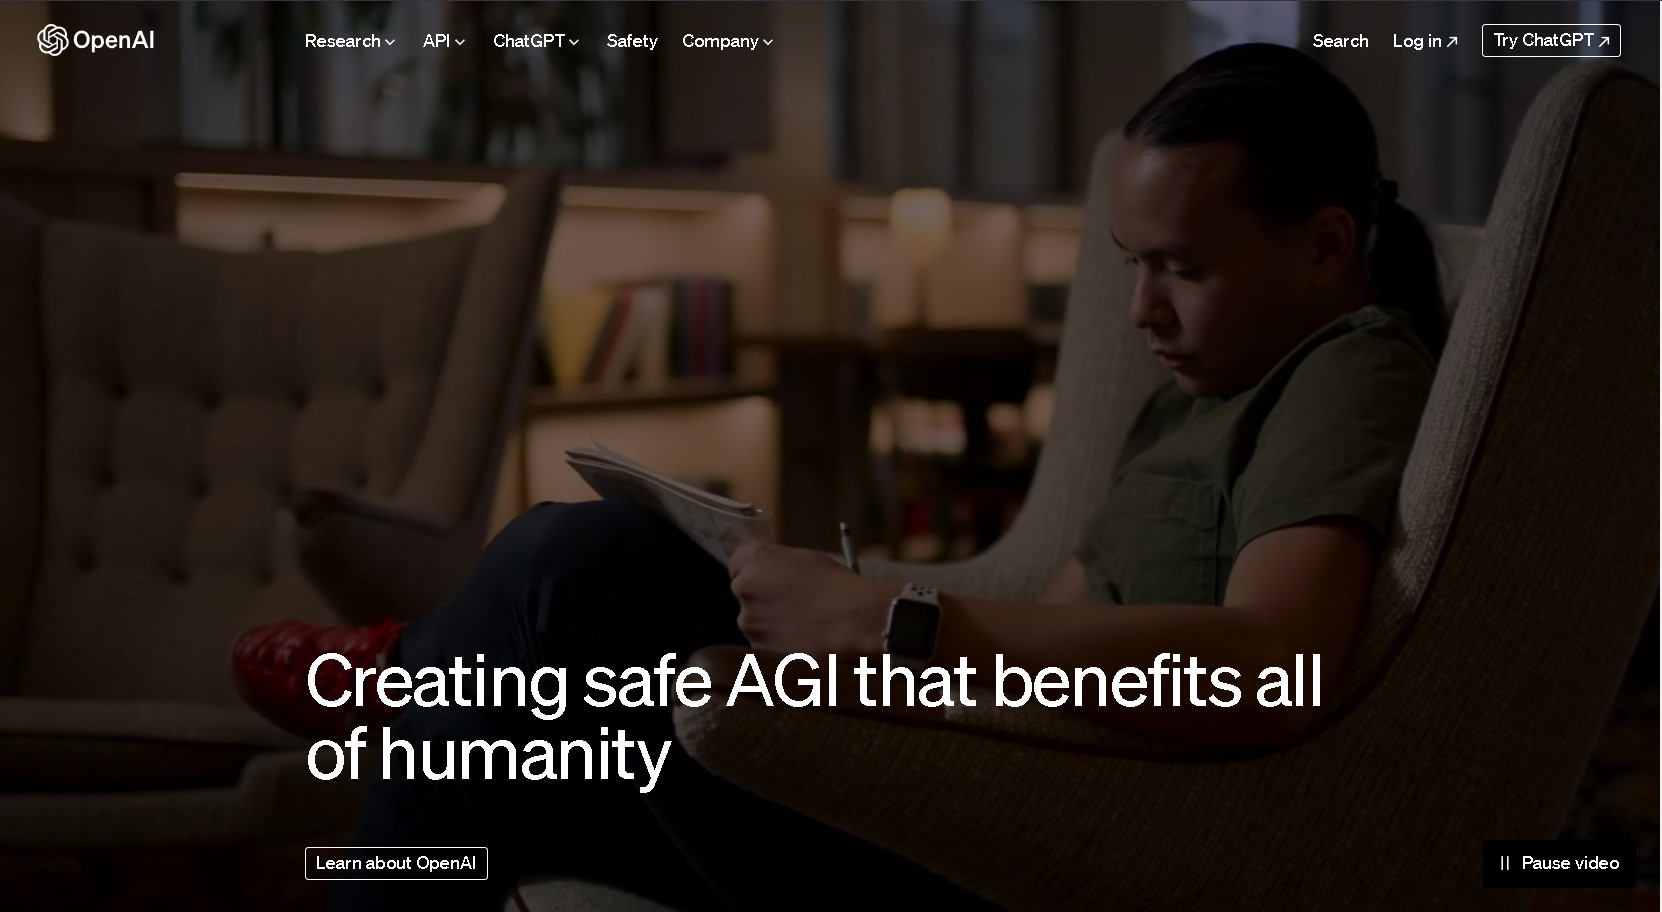 OpenAI
Research API ChatGPT Safety Company
Search Log in Try ChatGPT
Creating safe AGI that benefits all
of humanity
Learn about OpenAI
Pause video